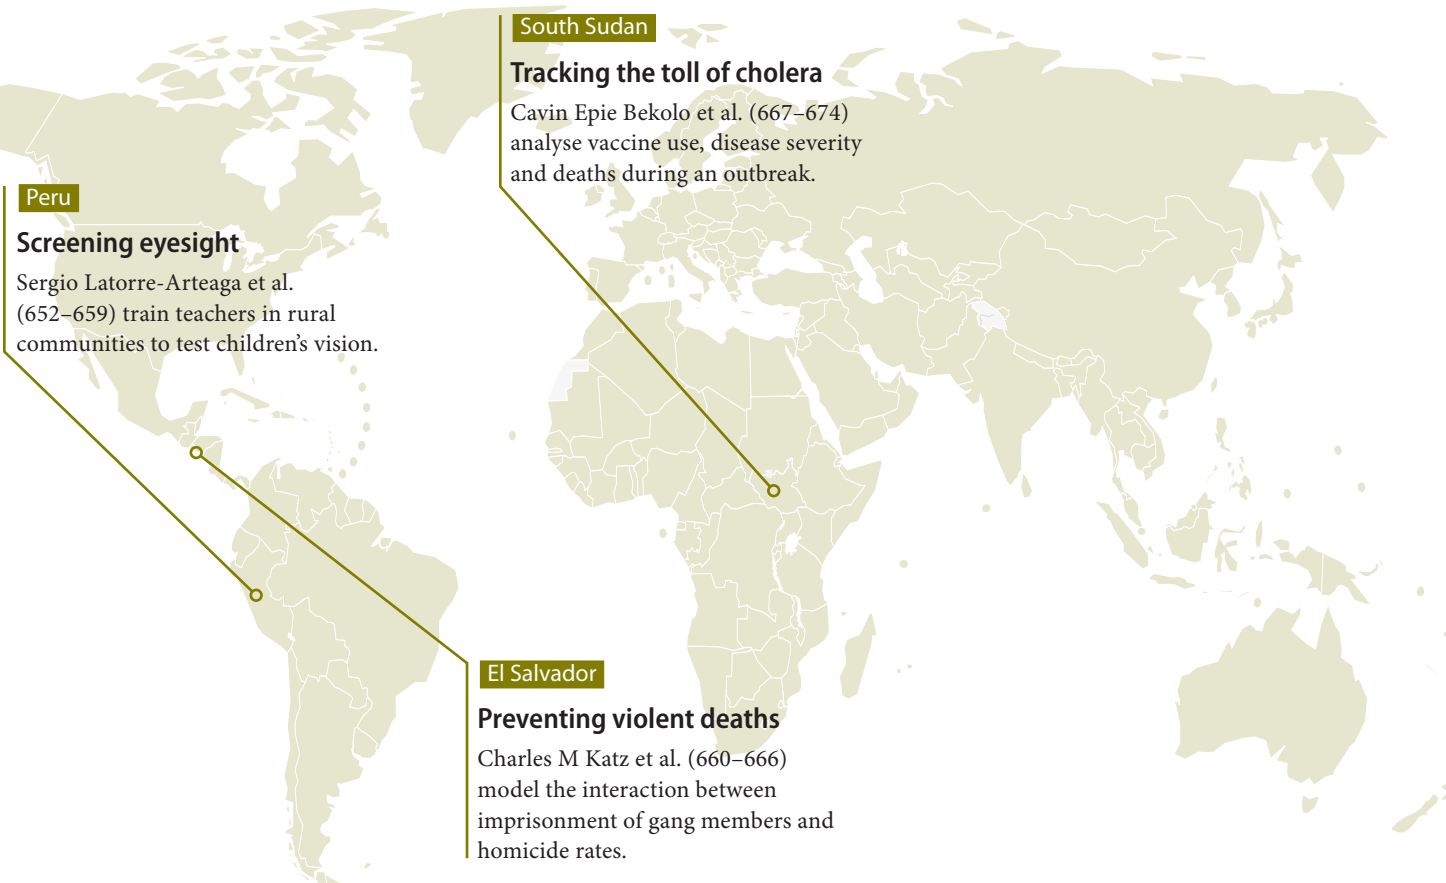 South Sudan
Tracking the toll of cholera
Cavin Epie Bekolo et al. (667–674)
analyse vaccine use, disease severity
and deaths during an outbreak.
Peru
Screening eyesight
Sergio Latorre-Arteaga et al.
(652–659) train teachers in rural
communities to test children’s vision.
El Salvador
Preventing violent deaths
Charles M Katz et al. (660–666)
model the interaction between
imprisonment of gang members and
homicide rates.